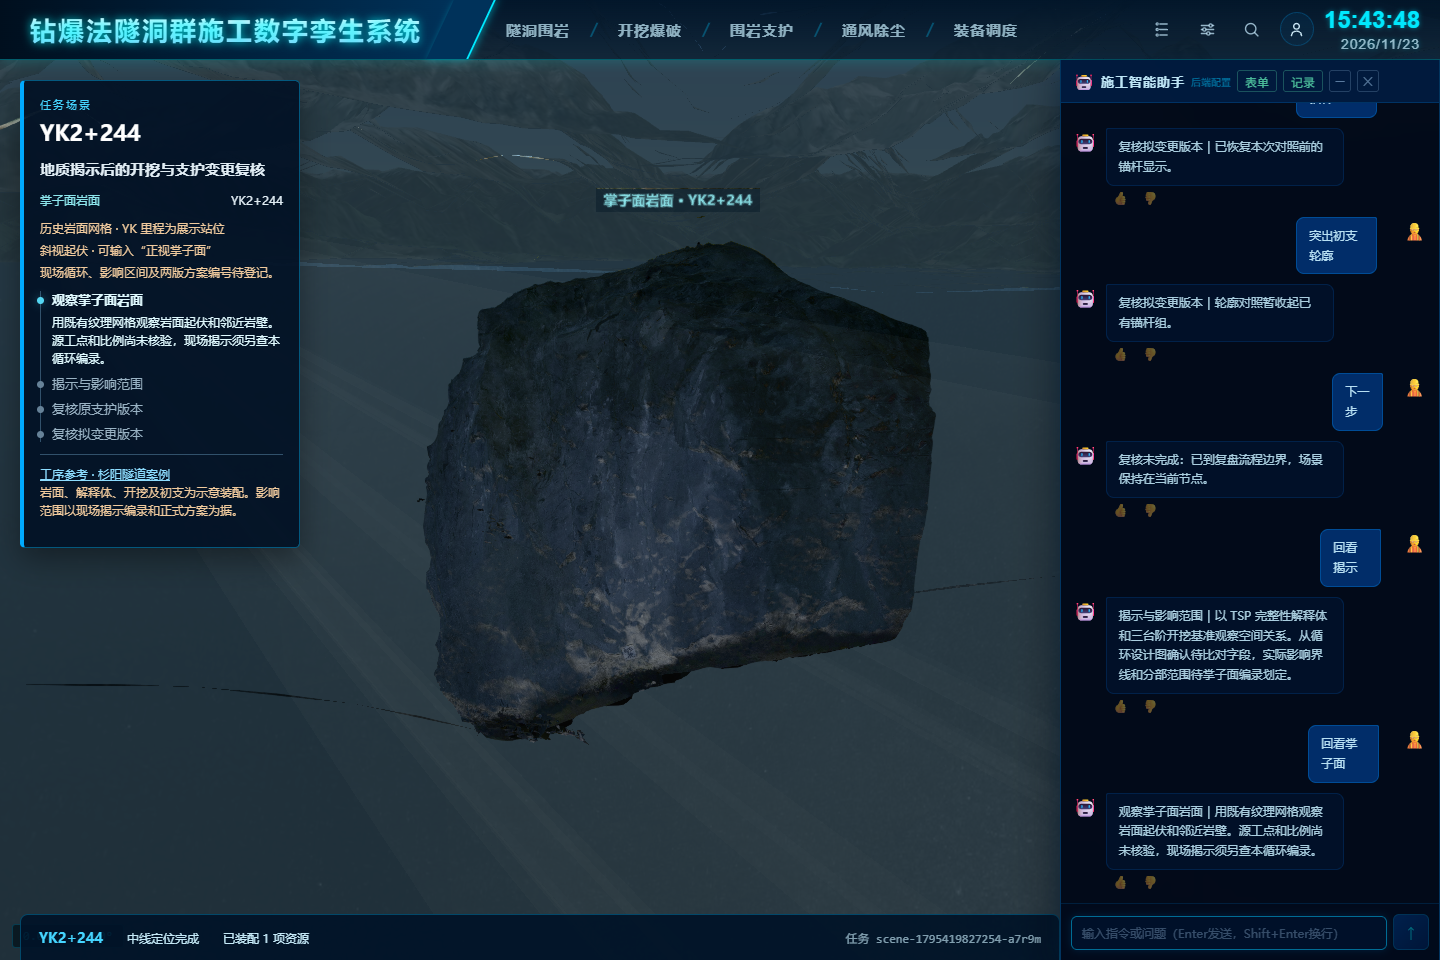 钻爆法隧洞群施工数字孪生系统
隧洞围岩 / 开挖爆破 / 围岩支护 / 通风除尘 / 装备调度
15:43:48
2026/11/23
任务场景
YK2+244
地质揭示后的开挖与支护变更复核
掌子面岩面 YK2+244
历史岩面网格 · YK 里程为展示站位
斜视起伏 · 可输入“正视掌子面”
现场循环、影响区间及两版方案编号待登记。
观察掌子面岩面
用既有纹理网格观察岩面起伏和邻近岩壁。
源工点和比例尚未核验，现场揭示须另查本
循环编录。
揭示与影响范围
复核原支护版本
复核拟变更版本
工序参考 · 杉阳隧道案例
岩面、解释体、开挖及初支为示意装配。影响
范围以现场揭示编录和正式方案为据。
掌子面岩面 • YK2+244
YK2+244 中线定位完成 已装配 1 项资源
任务 scene-1795419827254-a7r9m
施工智能助手 后端配置 表单 记录
复核拟变更版本 | 已恢复本次对照前的
锚杆显示。
突出初支
轮廓
复核拟变更版本 | 轮廓对照暂收起已
有锚杆组。
下一
步
复核未完成：已到复盘流程边界，场景
保持在当前节点。
回看
揭示
揭示与影响范围 | 以 TSP 完整性解释体
和三台阶开挖基准观察空间关系。从循
环设计图确认待比对字段，实际影响界
线和分部范围待掌子面编录划定。
回看掌
子面
观察掌子面岩面 | 用既有纹理网格观察
岩面起伏和邻近岩壁。源工点和比例尚
未核验，现场揭示须另查本循环编录。
输入指令或问题（Enter发送，Shift+Enter换行）